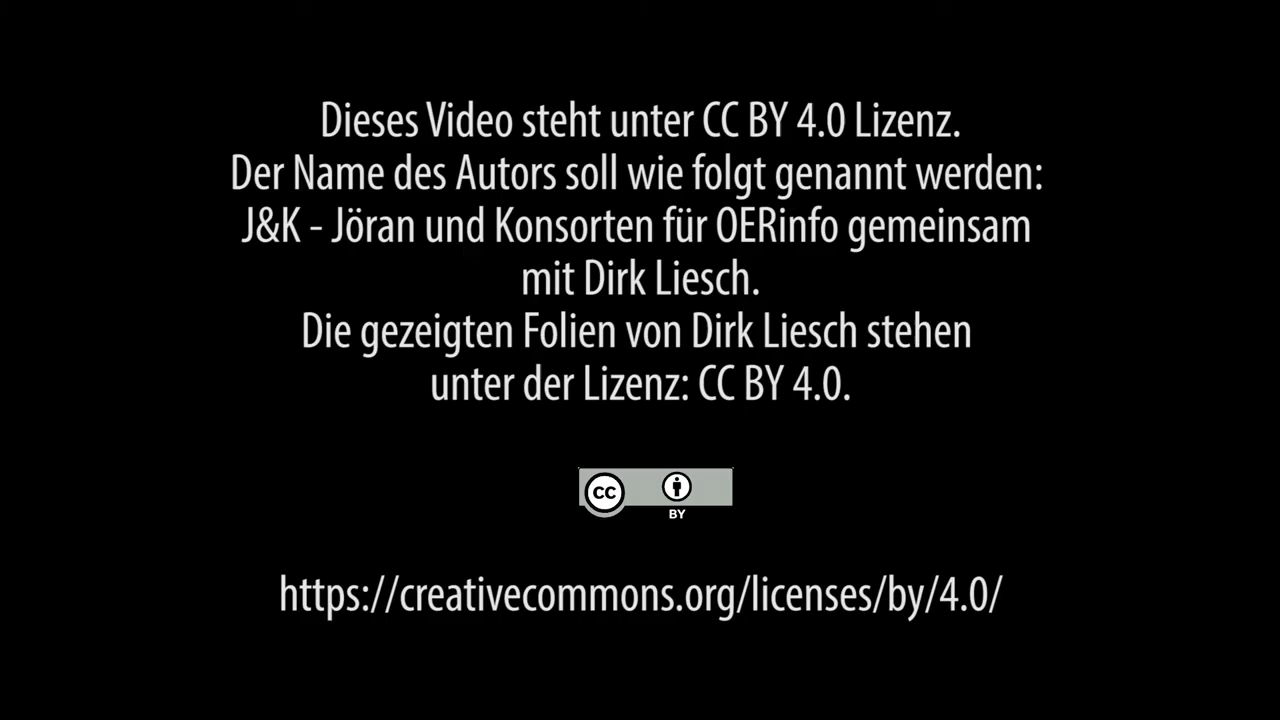 Dieses Video steht unter CC BY 4.0 Lizenz.
Der Name des Autors soll wie folgt genannt werden:
J&K - Jöran und Konsorten für OERinfo gemeinsam
mit Dirk Liesch.
Die gezeigten Folien von Dirk Liesch stehen
unter der Lizenz: CC BY 4.0.
CC
BY
https://creativecommons.org/licenses/by/4.0/